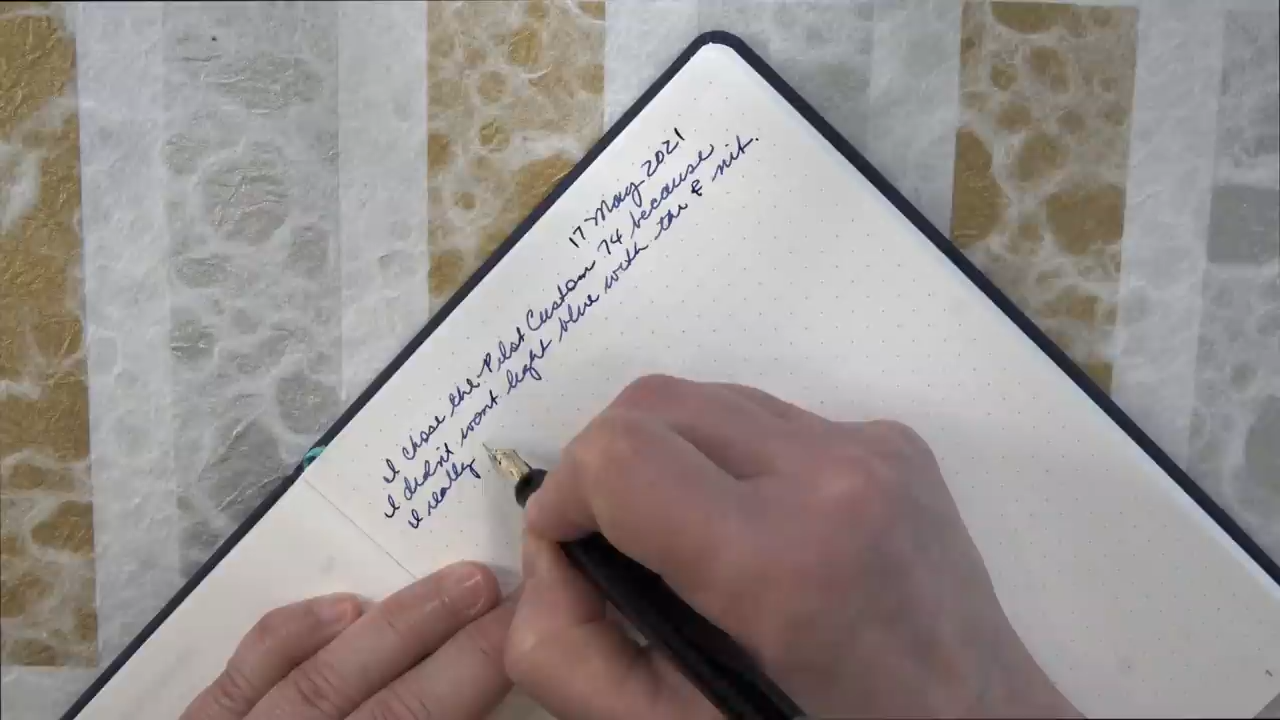 17 May 2021
I chose the Pilot Custom 74 because
I didn't want light blue with the F nib.
I really